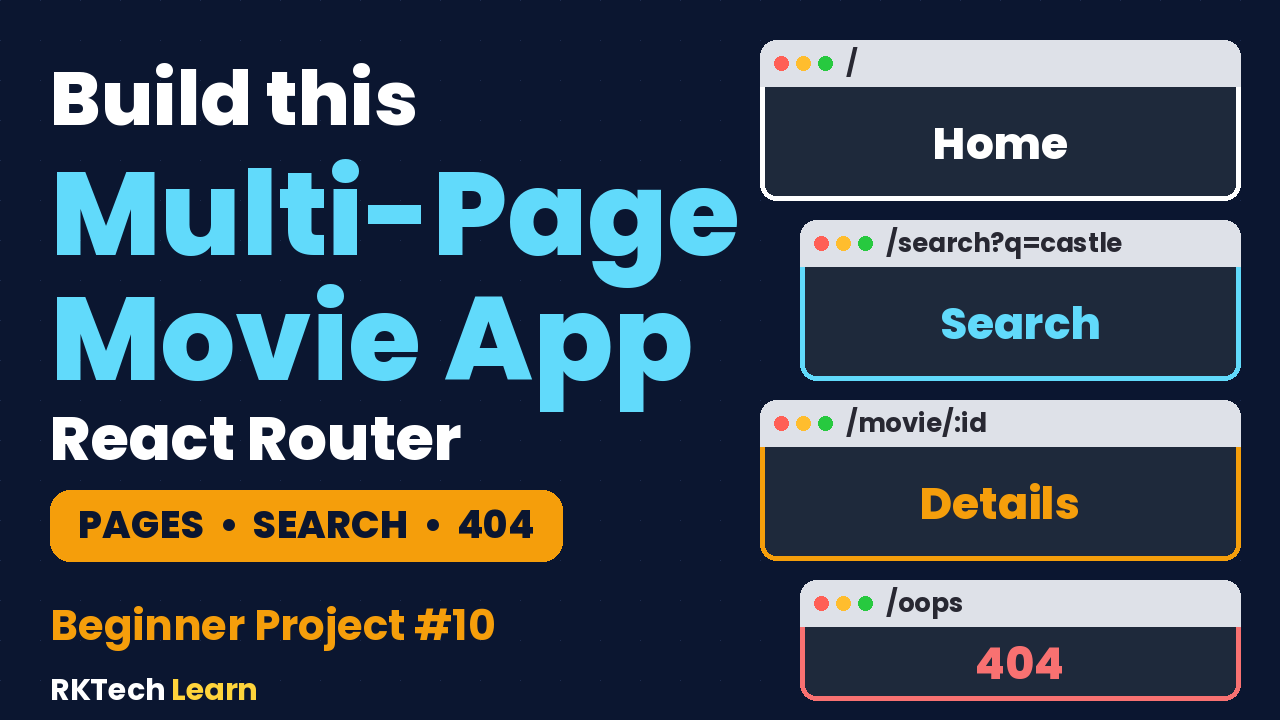 Build this
Multi-Page
Movie App
React Router
PAGES • SEARCH • 404
Beginner Project #10
RKTech Learn
/
Home
/search?q=castle
Search
/movie/:id
Details
/oops
404